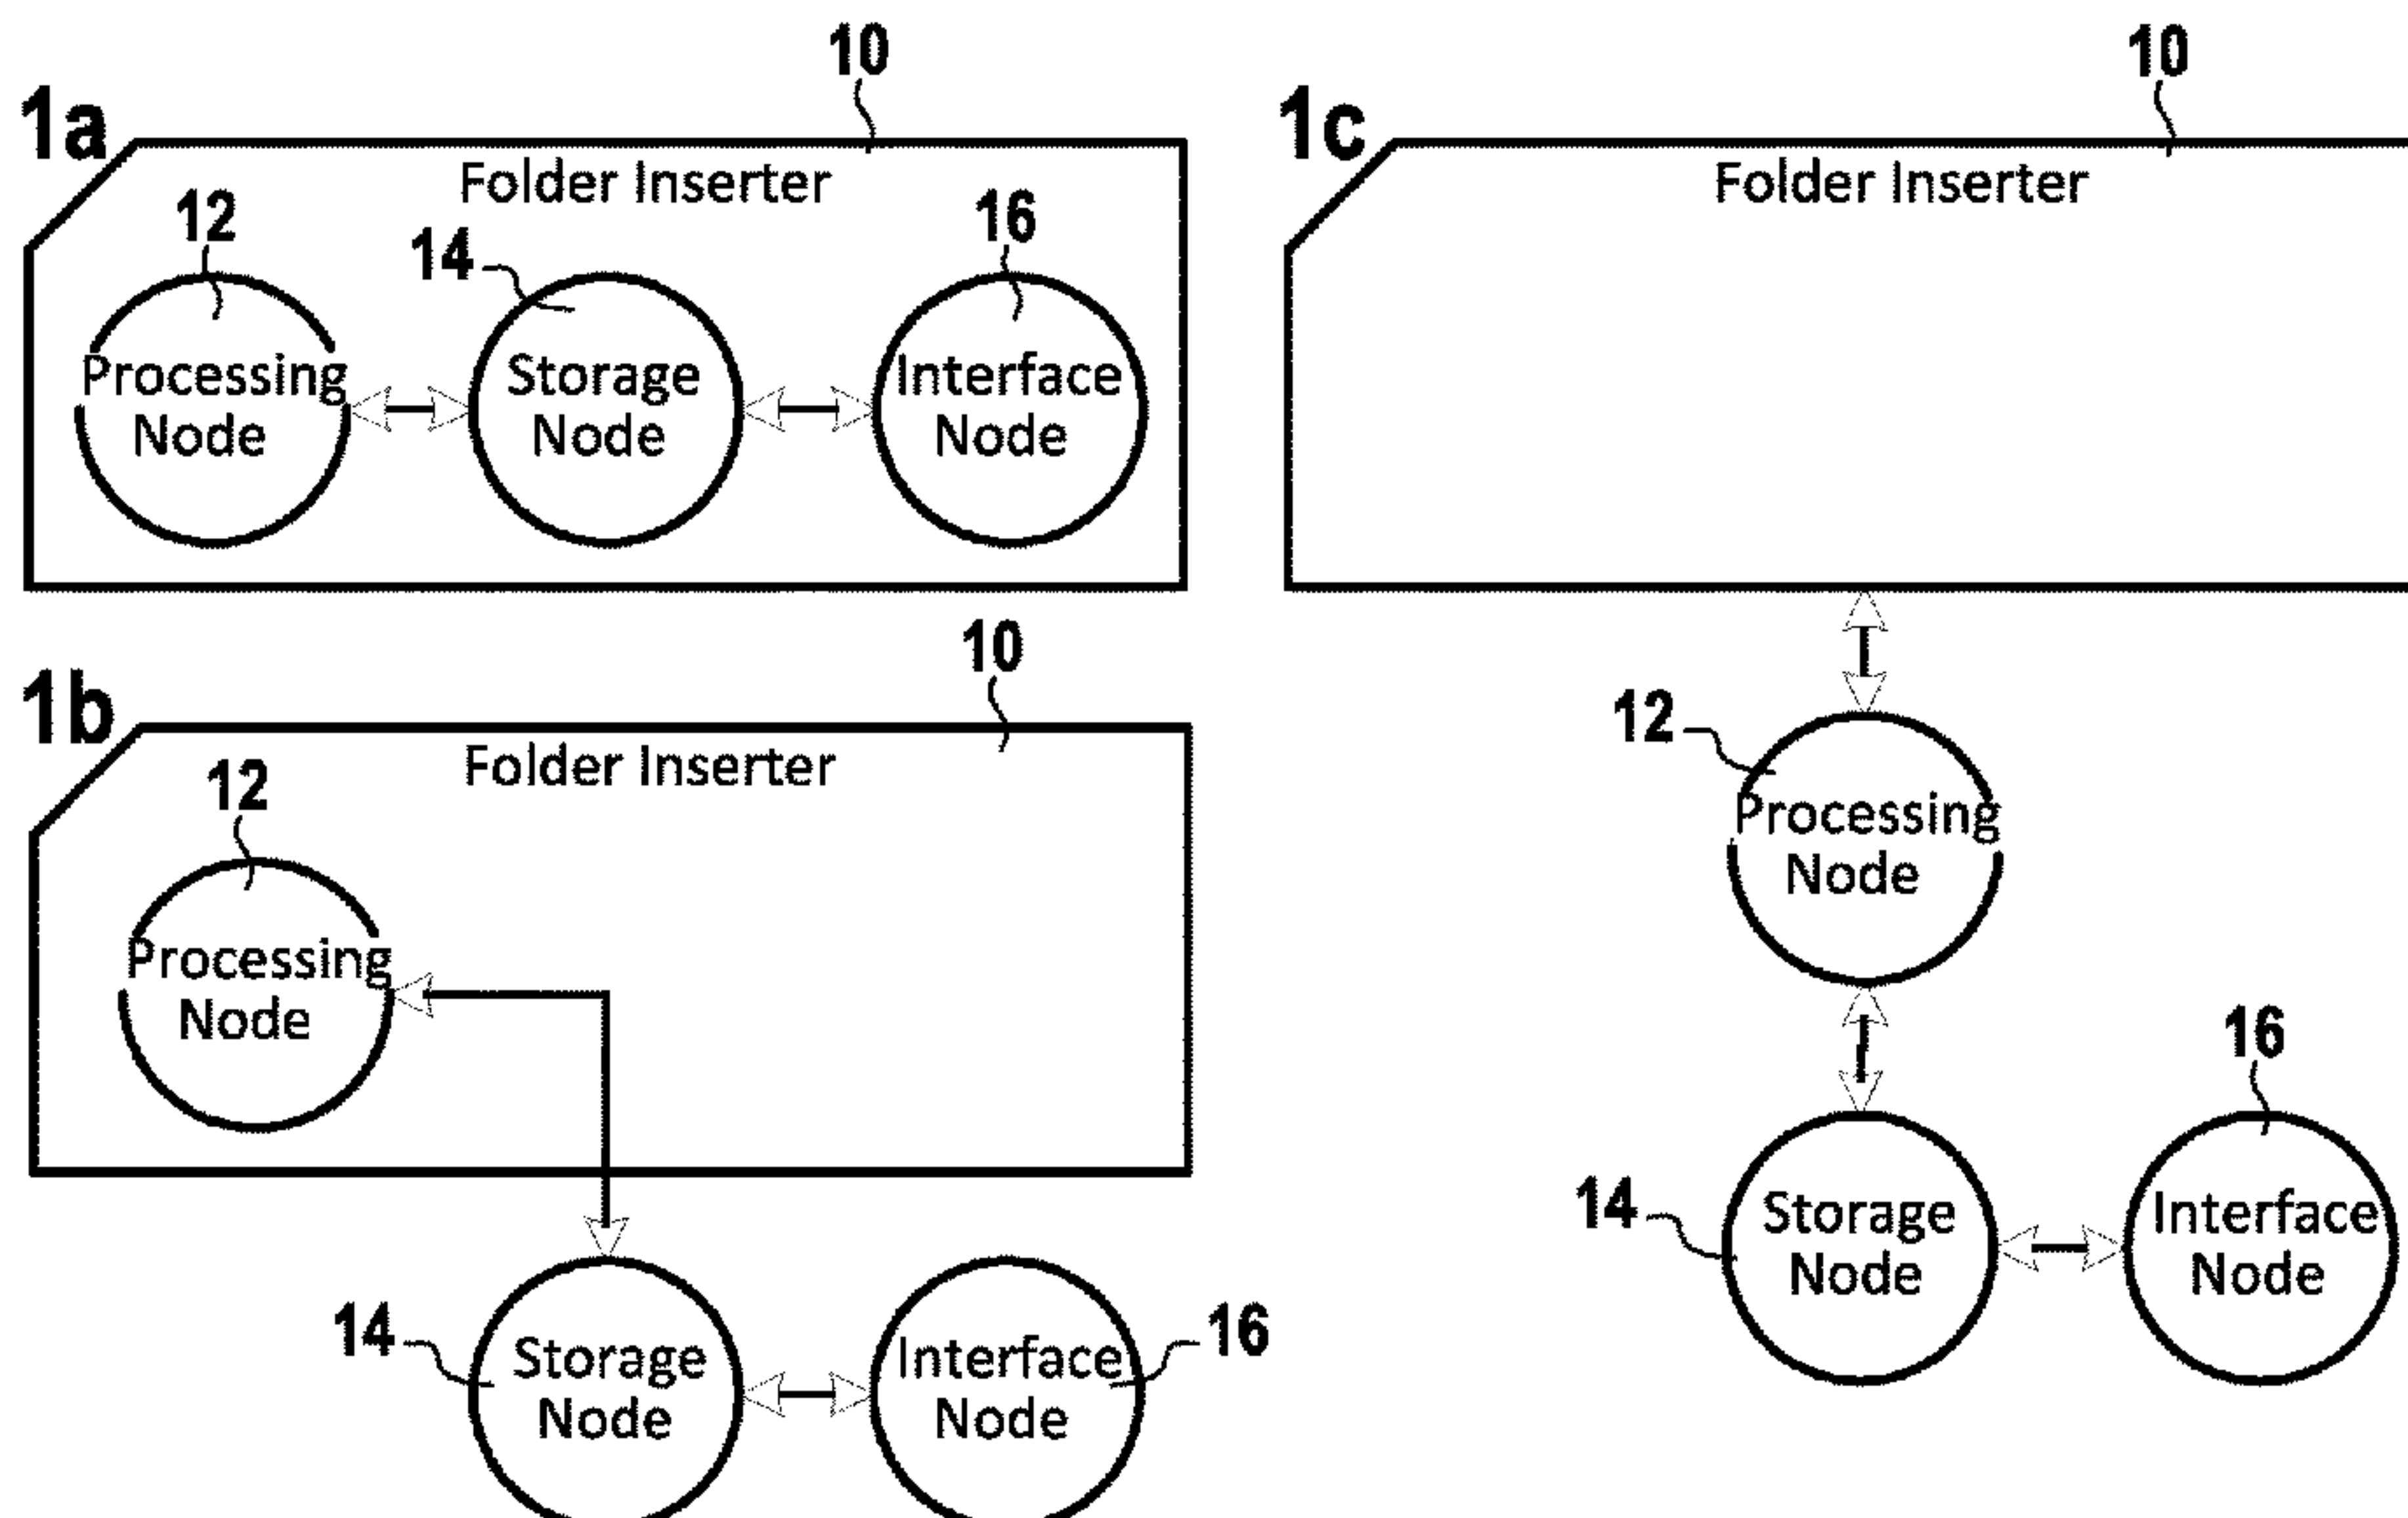 10
1a
Folder Inserter
12
14
16
Processing
Node
Storage
Node
Interface
Node
10
1b
Folder Inserter
12
Processing
Node
14
Storage
Node
Interface
Node
16
10
1c
Folder Inserter
12
Processing
Node
16
14
Storage
Node
Interface
Node